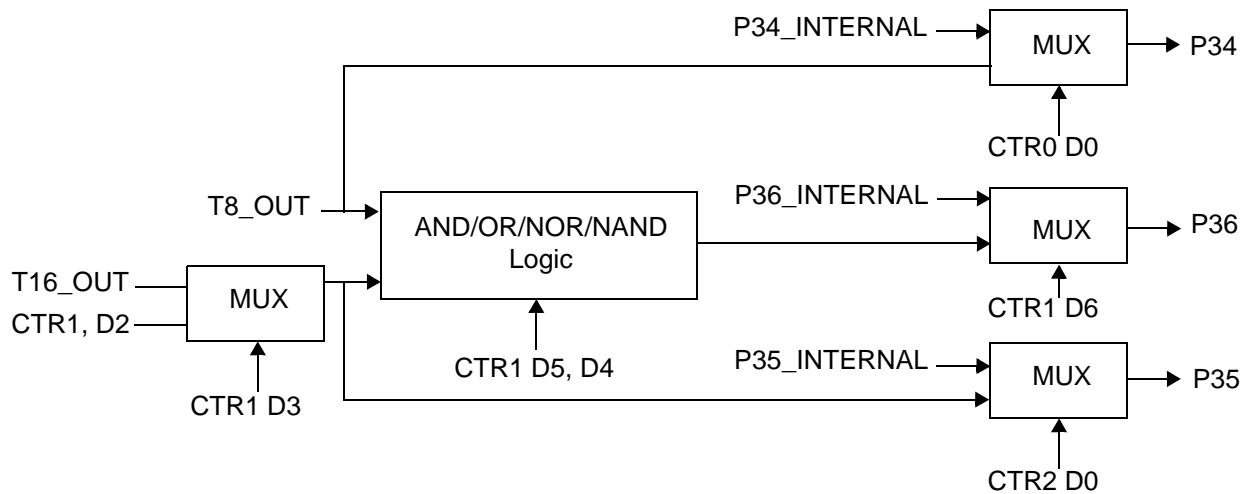 P34_INTERNAL
MUX
P34
CTR0 D0
T8_OUT
AND/OR/NOR/NAND
Logic
P36_INTERNAL
MUX
P36
CTR1 D6
T16_OUT
MUX
CTR1, D2
CTR1 D5, D4
CTR1 D3
P35_INTERNAL
MUX
P35
CTR2 D0